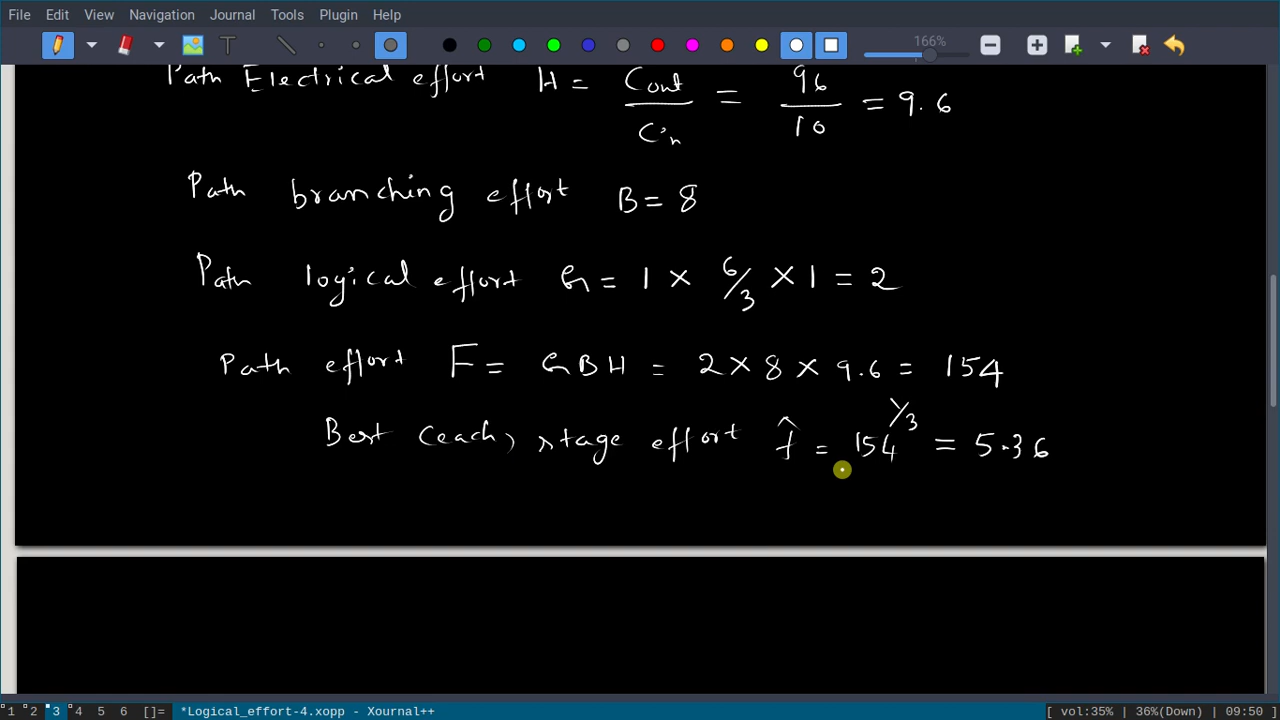 File Edit View Navigation Journal Tools Plugin Help
166%
Path Electrical effort H = Cout / Cin = 96 / 10 = 9.6
Path branching effort B = 8
Path logical effort G = 1 × 6/3 × 1 = 2
Path effort F = GBH = 2 × 8 × 9.6 = 154
Best (each) stage effort f̂ = 154^1/3 = 5.36
1 2 3 4 5 6 []= *Logical_effort-4.xopp - Xournal++ [ vol:35% | 36%(Down) | 09:50 ]